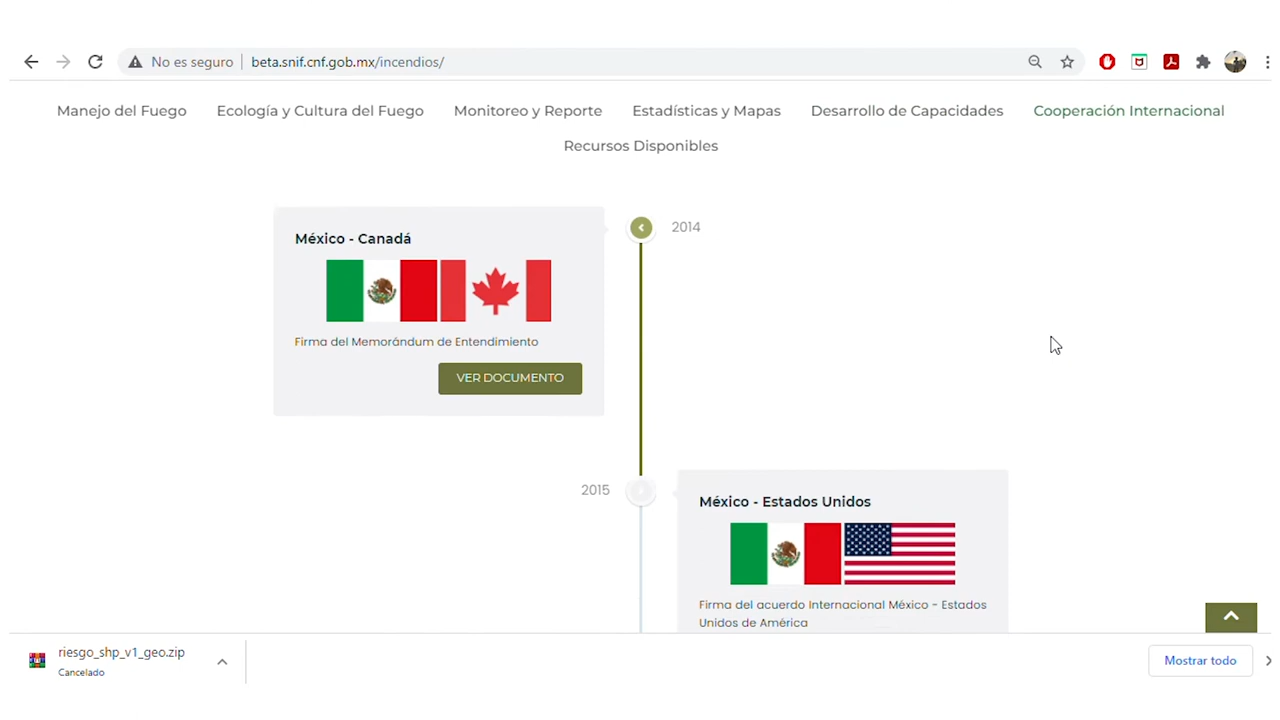 No es seguro | beta.snif.cnf.gob.mx/incendios/
Manejo del Fuego Ecología y Cultura del Fuego Monitoreo y Reporte Estadísticas y Mapas Desarrollo de Capacidades Cooperación Internacional
Recursos Disponibles
2014
México - Canadá
Firma del Memorándum de Entendimiento
VER DOCUMENTO
2015
México - Estados Unidos
Firma del acuerdo Internacional México - Estados
Unidos de América
riesgo_shp_v1_geo.zip
Cancelado
Mostrar todo